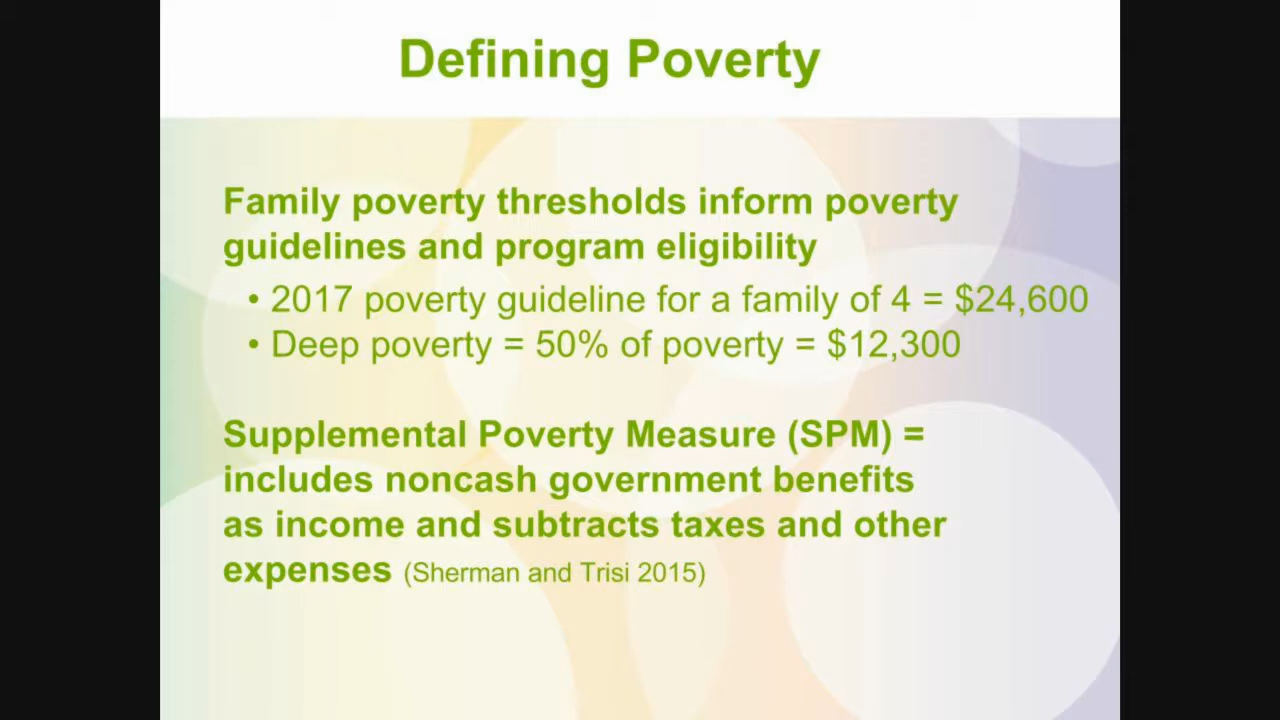 Defining Poverty
Family poverty thresholds inform poverty
guidelines and program eligibility
• 2017 poverty guideline for a family of 4 = $24,600
• Deep poverty = 50% of poverty = $12,300
Supplemental Poverty Measure (SPM) =
includes noncash government benefits
as income and subtracts taxes and other
expenses (Sherman and Trisi 2015)